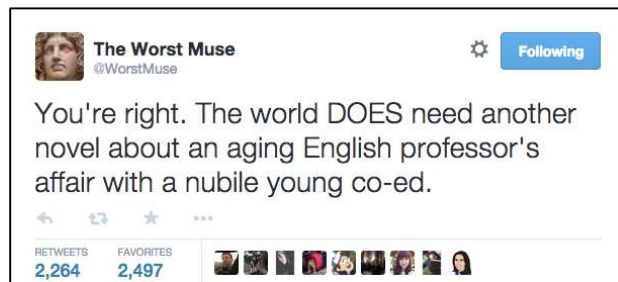 The Worst Muse
@WorstMuse
Following
You're right. The world DOES need another
novel about an aging English professor's
affair with a nubile young co-ed.
RETWEETS FAVORITES
2,264 2,497